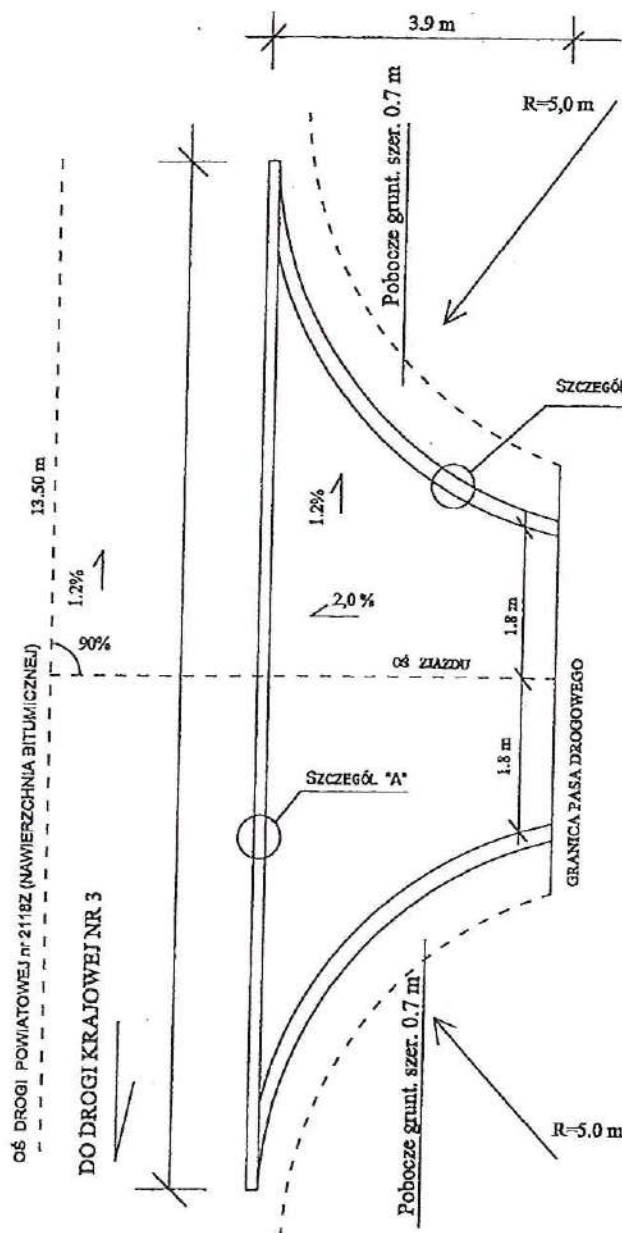 3.9 m
R=5,0 m
Pobocze grunt. szer. 0.7 m
SZCZEGÓŁ
13.50 m
1.2%
1.2%
2,0 %
90%
OŚ ZJAZDU
1.8 m
1.8 m
GRANICA PASA DROGOWEGO
SZCZEGÓŁ "A"
OŚ DROGI POWIATOWEJ nr 2118Z (NAWIERZCHNIA BITUMICZNEJ)
DO DROGI KRAJOWEJ NR 3
Pobocze grunt. szer. 0.7 m
R=5.0 m